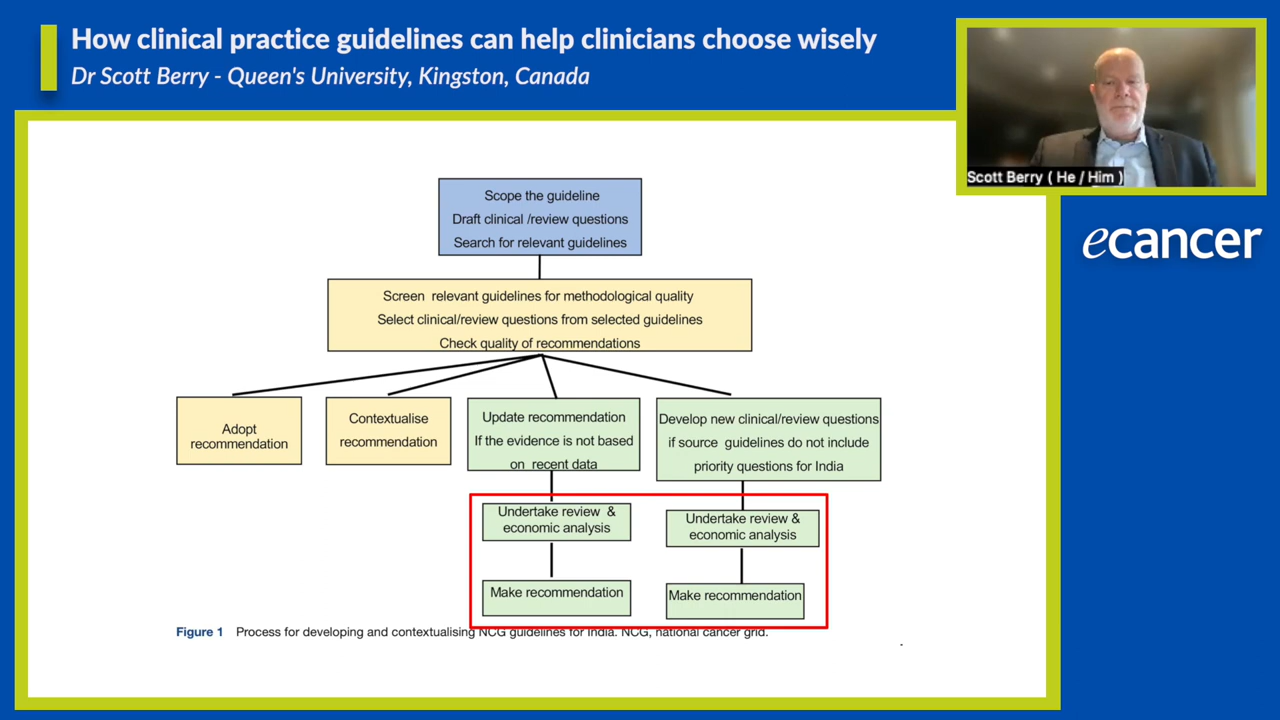 How clinical practice guidelines can help clinicians choose wisely
Dr Scott Berry - Queen's University, Kingston, Canada
Scott Berry ( He / Him )
ecancer
Scope the guideline
Draft clinical /review questions
Search for relevant guidelines
Screen relevant guidelines for methodological quality
Select clinical/review questions from selected guidelines
Check quality of recommendations
Adopt
recommendation
Contextualise
recommendation
Update recommendation
If the evidence is not based
on recent data
Develop new clinical/review questions
if source guidelines do not include
priority questions for India
Undertake review &
economic analysis
Undertake review &
economic analysis
Make recommendation
Make recommendation
Figure 1 Process for developing and contextualising NCG guidelines for India. NCG, national cancer grid.